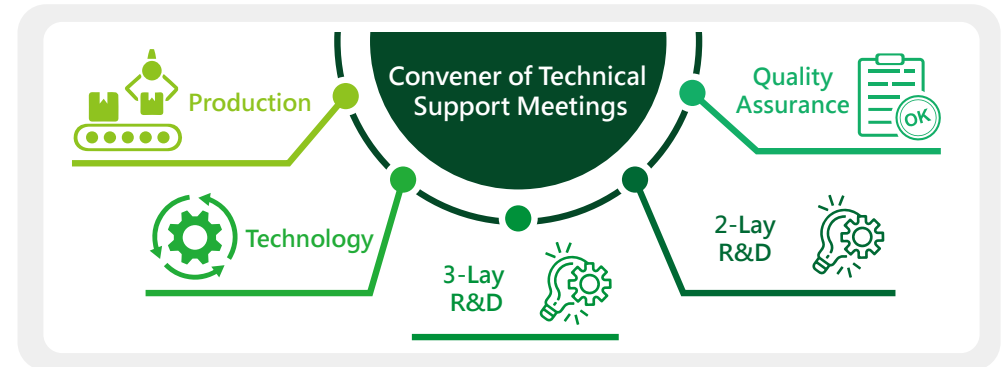 Convener of Technical
Support Meetings
Production
Technology
3-Lay
R&D
2-Lay
R&D
Quality
Assurance
OK